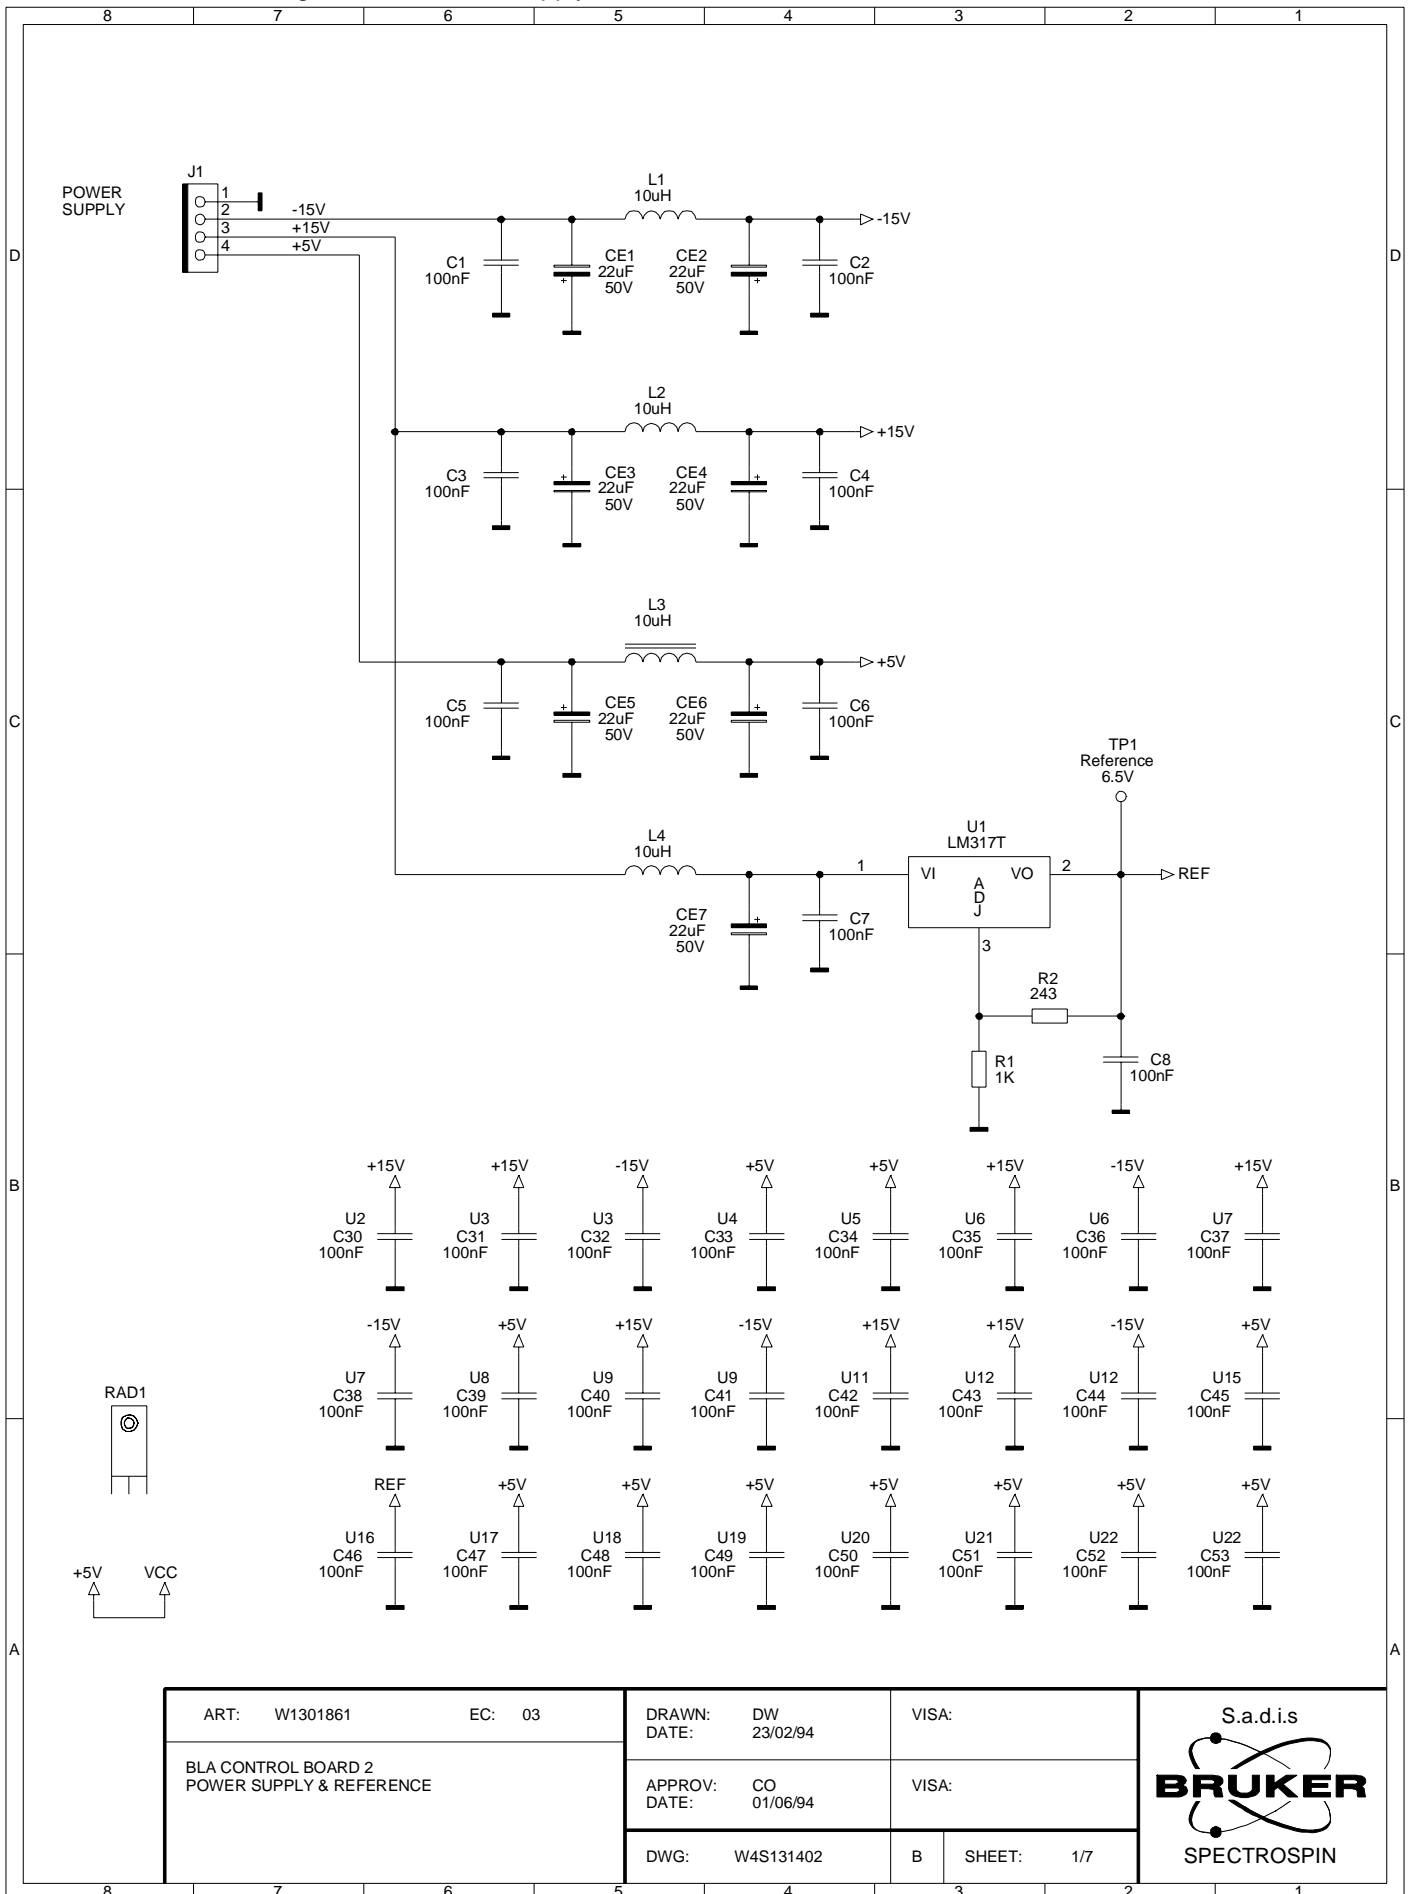 8 7 6 5 4 3 2 1
J1
POWER
SUPPLY
1
2
3
4
-15V
+15V
+5V
L1
10uH
-15V
D D
C1
100nF
CE1
22uF
50V
+
CE2
22uF
50V
+
C2
100nF
L2
10uH
+15V
C3
100nF
CE3
22uF
50V
+
CE4
22uF
50V
+
C4
100nF
L3
10uH
+5V
C5
100nF
CE5
22uF
50V
+
CE6
22uF
50V
+
C6
100nF
C C
TP1
Reference
6.5V
L4
10uH
U1
LM317T
1 VI VO 2 REF
A
D
J
3
CE7
22uF
50V
+
C7
100nF
R2
243
R1
1K
C8
100nF
B B
+15V +15V -15V +5V +5V +15V -15V +15V
U2 U3 U3 U4 U5 U6 U6 U7
C30 C31 C32 C33 C34 C35 C36 C37
100nF 100nF 100nF 100nF 100nF 100nF 100nF 100nF
-15V +5V +15V -15V +15V +15V -15V +5V
U7 U8 U9 U9 U11 U12 U12 U15
C38 C39 C40 C41 C42 C43 C44 C45
100nF 100nF 100nF 100nF 100nF 100nF 100nF 100nF
RAD1
REF +5V +5V +5V +5V +5V +5V +5V
U16 U17 U18 U19 U20 U21 U22 U22
C46 C47 C48 C49 C50 C51 C52 C53
100nF 100nF 100nF 100nF 100nF 100nF 100nF 100nF
+5V VCC
A A
ART: W1301861 EC: 03
BLA CONTROL BOARD 2
POWER SUPPLY & REFERENCE
DRAWN: DW
DATE: 23/02/94
VISA:
APPROV: CO
DATE: 01/06/94
VISA:
DWG: W4S131402 B SHEET: 1/7
S.a.d.i.s
BRUKER
SPECTROSPIN
8 7 6 5 4 3 2 1